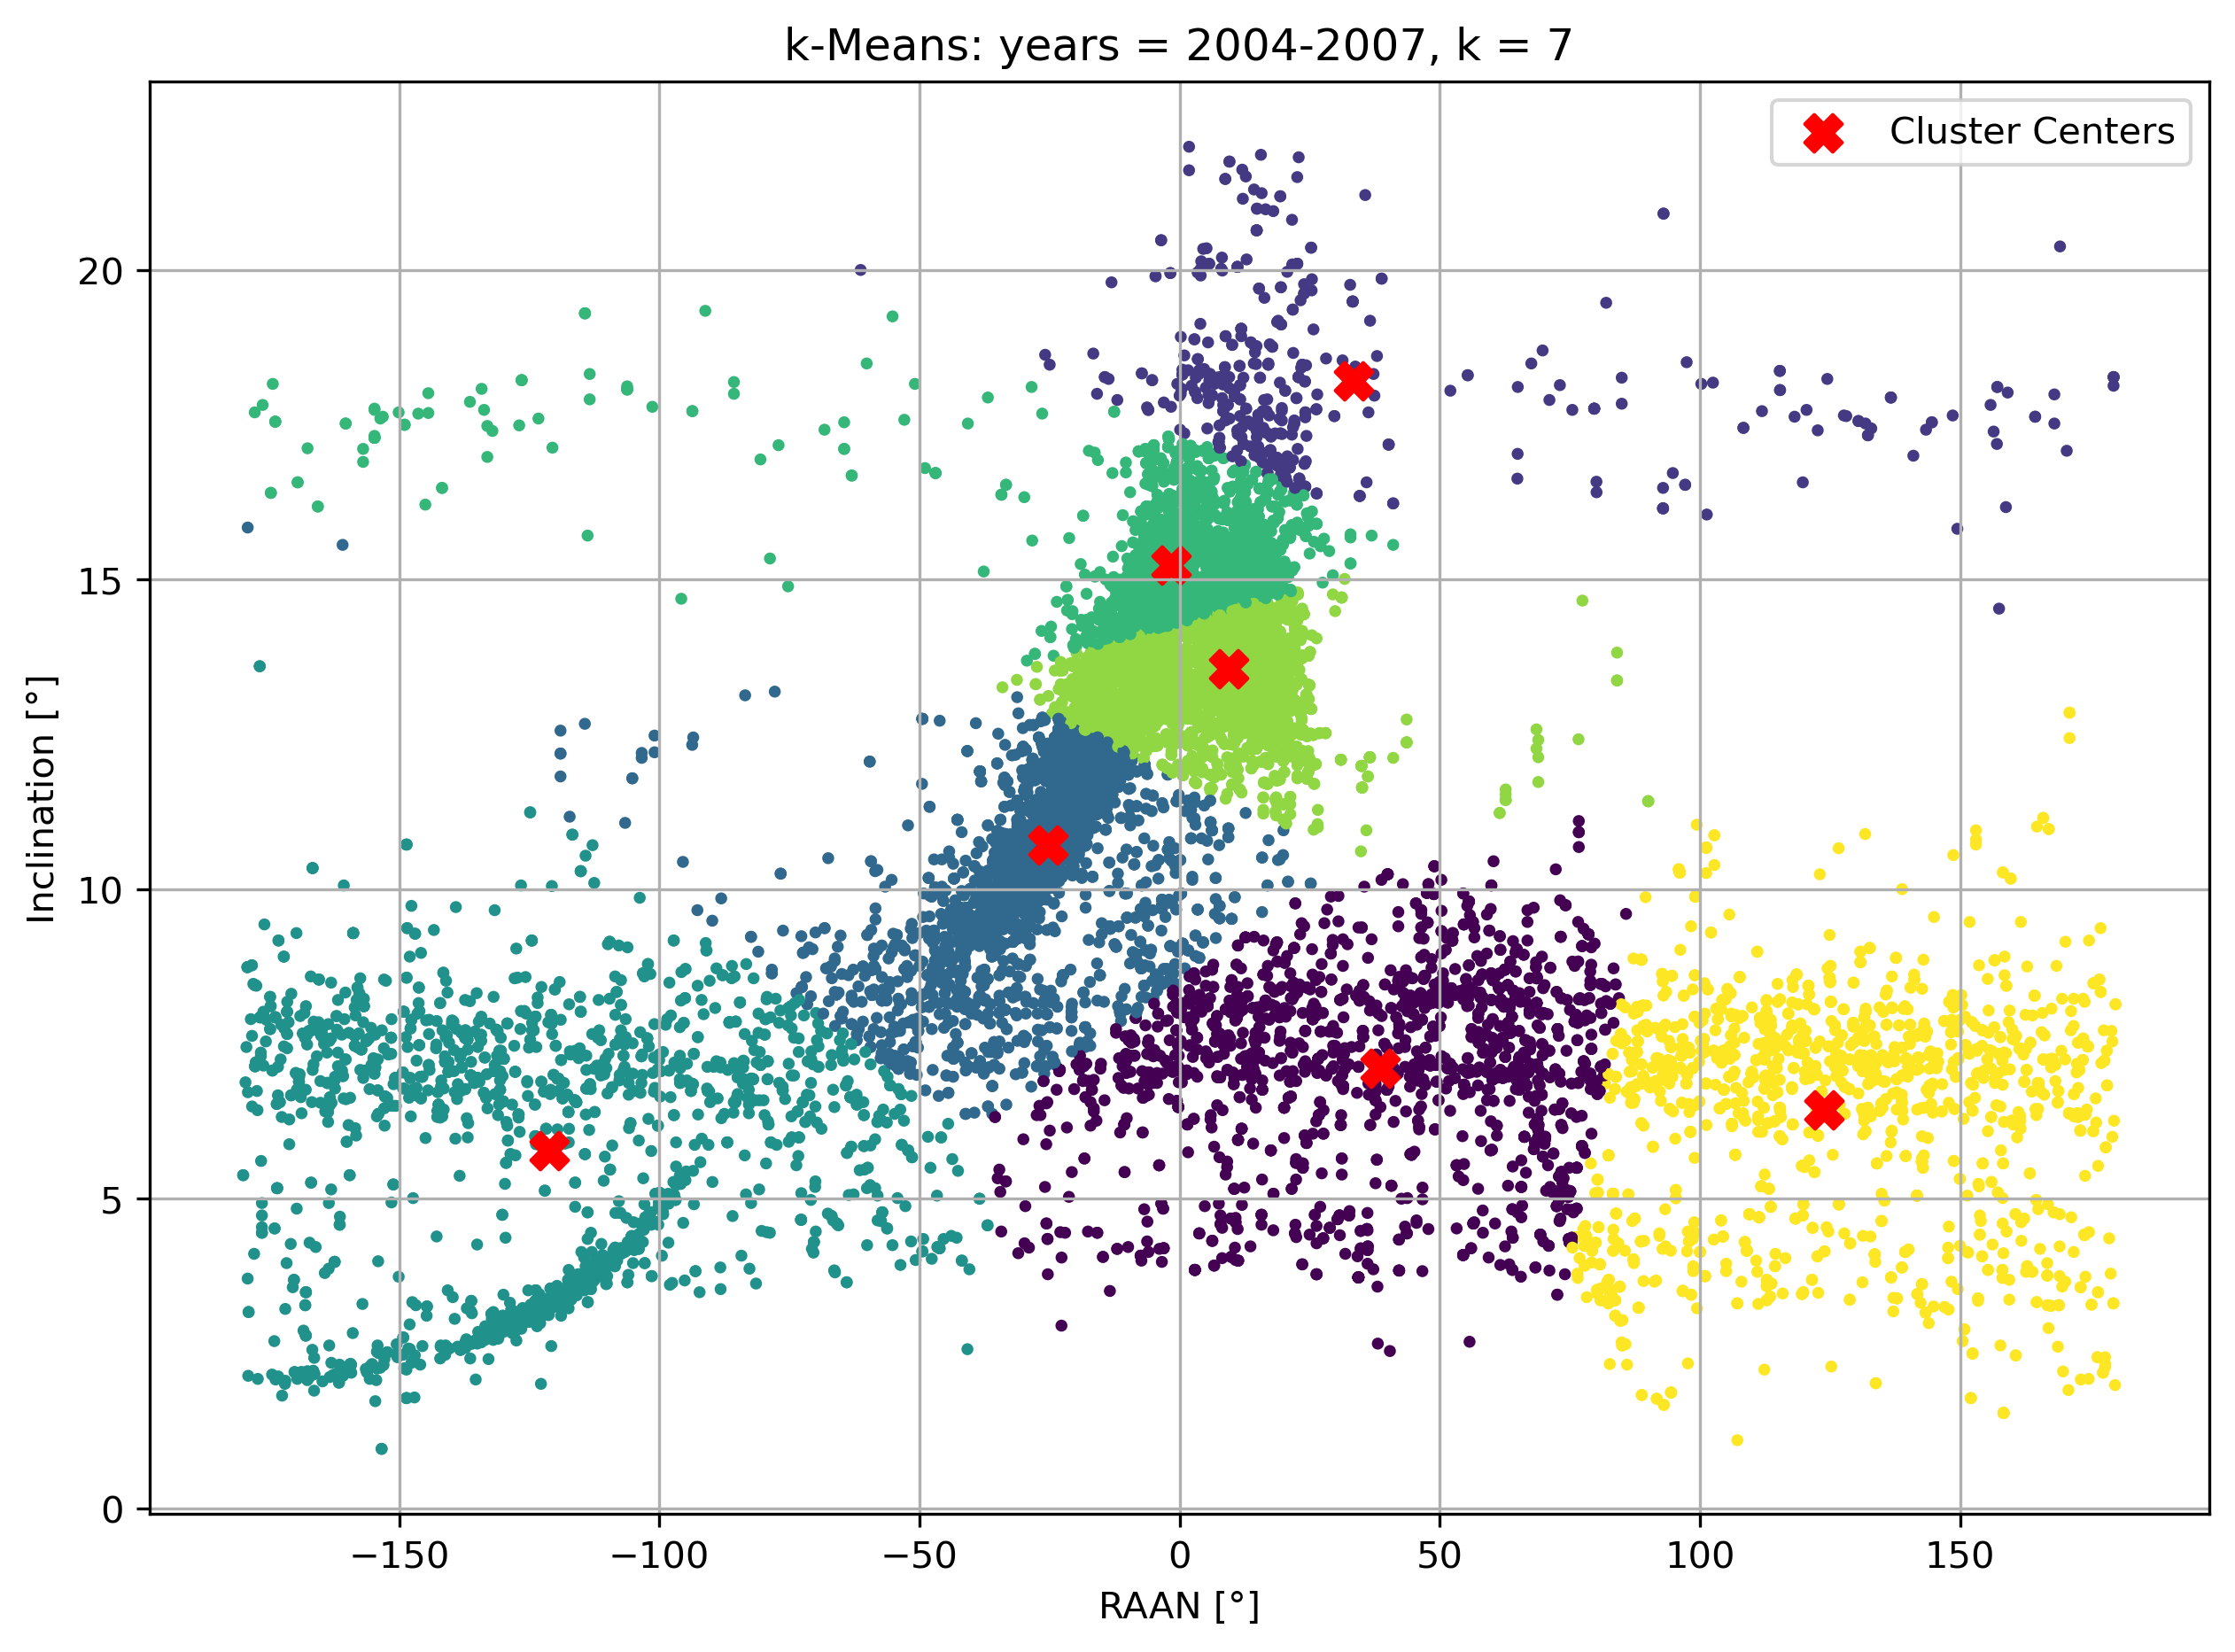 k-Means: years = 2004-2007, k = 7
Cluster Centers
Inclination [°]
20
15
10
5
0
−150 −100 −50 0 50 100 150
RAAN [°]